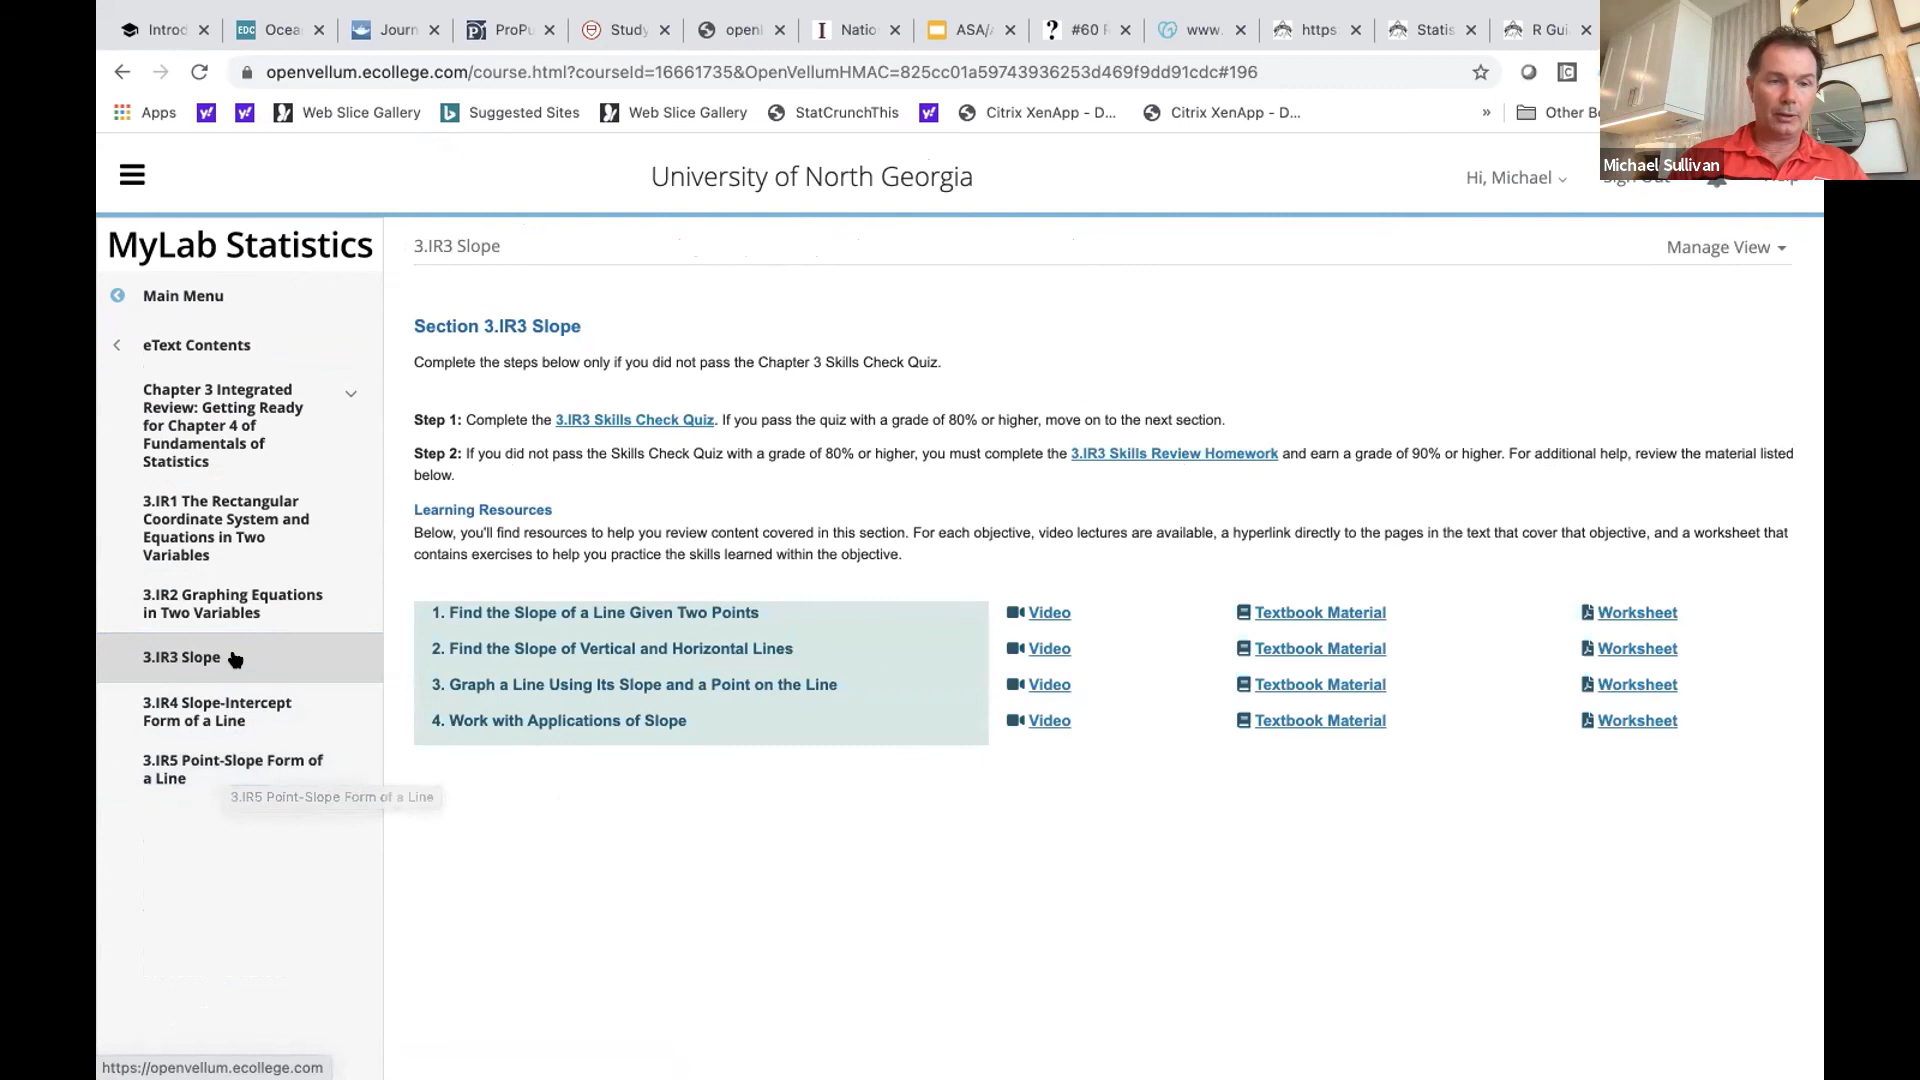 Introd
EDC Ocea
Journ
ProPu
Study
openl
Natio
ASA/
#60 F
www.
https
Statis
R Gui
openvellum.ecollege.com/course.html?courseId=16661735&OpenVellumHMAC=825cc01a59743936253d469f9dd91cdc#196
Apps
Web Slice Gallery
Suggested Sites
Web Slice Gallery
StatCrunchThis
Citrix XenApp - D...
Citrix XenApp - D...
»
Other B
Michael Sullivan
University of North Georgia
Hi, Michael
MyLab Statistics
3.IR3 Slope
Manage View
Main Menu
eText Contents
Chapter 3 Integrated
Review: Getting Ready
for Chapter 4 of
Fundamentals of
Statistics
3.IR1 The Rectangular
Coordinate System and
Equations in Two
Variables
3.IR2 Graphing Equations
in Two Variables
3.IR3 Slope
3.IR4 Slope-Intercept
Form of a Line
3.IR5 Point-Slope Form of
a Line
3.IR5 Point-Slope Form of a Line
Section 3.IR3 Slope
Complete the steps below only if you did not pass the Chapter 3 Skills Check Quiz.
Step 1: Complete the 3.IR3 Skills Check Quiz. If you pass the quiz with a grade of 80% or higher, move on to the next section.
Step 2: If you did not pass the Skills Check Quiz with a grade of 80% or higher, you must complete the 3.IR3 Skills Review Homework and earn a grade of 90% or higher. For additional help, review the material listed
below.
Learning Resources
Below, you'll find resources to help you review content covered in this section. For each objective, video lectures are available, a hyperlink directly to the pages in the text that cover that objective, and a worksheet that
contains exercises to help you practice the skills learned within the objective.
1. Find the Slope of a Line Given Two Points Video Textbook Material Worksheet
2. Find the Slope of Vertical and Horizontal Lines Video Textbook Material Worksheet
3. Graph a Line Using Its Slope and a Point on the Line Video Textbook Material Worksheet
4. Work with Applications of Slope Video Textbook Material Worksheet
https://openvellum.ecollege.com